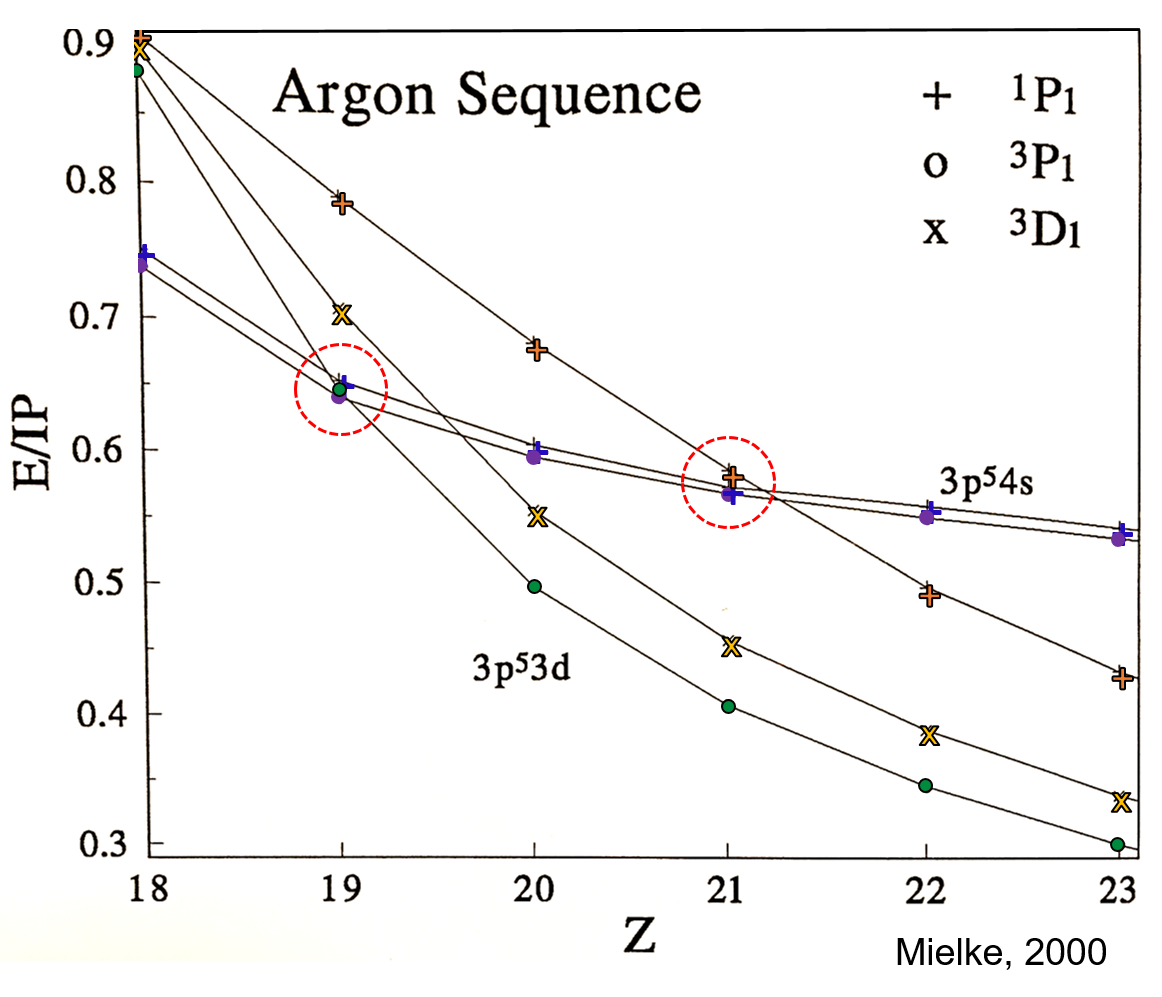 Argon Sequence
+ ¹P₁
o ³P₁
x ³D₁
0.9
0.8
0.7
0.6
0.5
0.4
0.3
E/IP
3p⁵4s
3p⁵3d
18 19 20 21 22 23
Z
Mielke, 2000